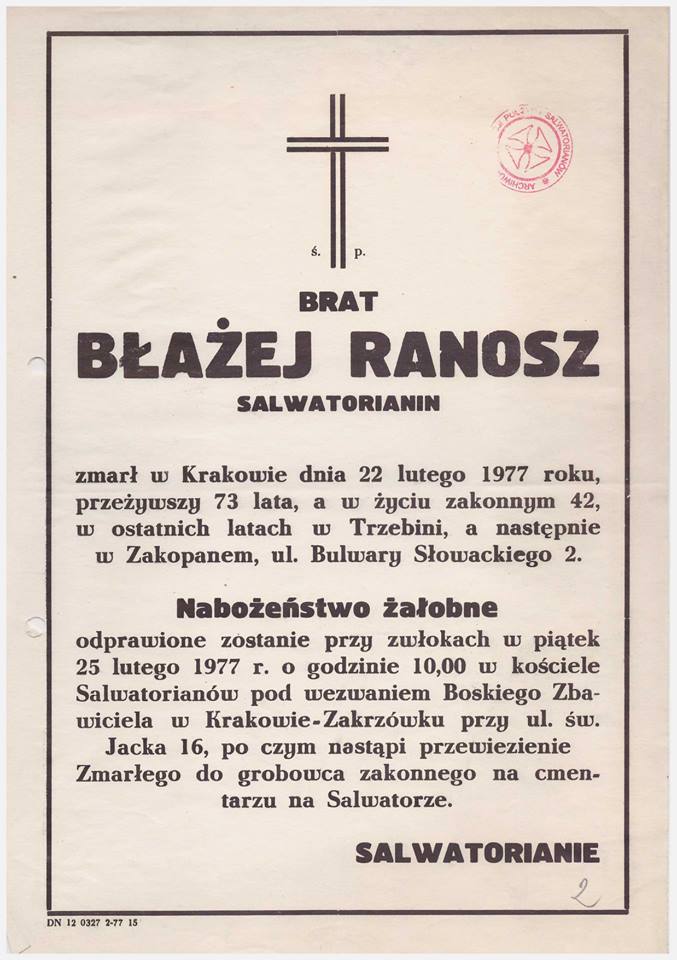 POLS SALWATORIANÓW * ARCHIWU
ś. p.
BRAT
BŁAŻEJ RANOSZ
SALWATORIANIN
zmarł w Krakowie dnia 22 lutego 1977 roku,
przeżywszy 73 lata, a w życiu zakonnym 42,
w ostatnich latach w Trzebini, a następnie
w Zakopanem, ul. Bulwary Słowackiego 2.
Nabożeństwo żałobne
odprawione zostanie przy zwłokach w piątek
25 lutego 1977 r. o godzinie 10,00 w kościele
Salwatorianów pod wezwaniem Boskiego Zba-
wiciela w Krakowie-Zakrzówku przy ul. św.
Jacka 16, po czym nastąpi przewiezienie
Zmarłego do grobowca zakonnego na cmen-
tarzu na Salwatorze.
SALWATORIANIE
2
DN 12 0327 2-77 15